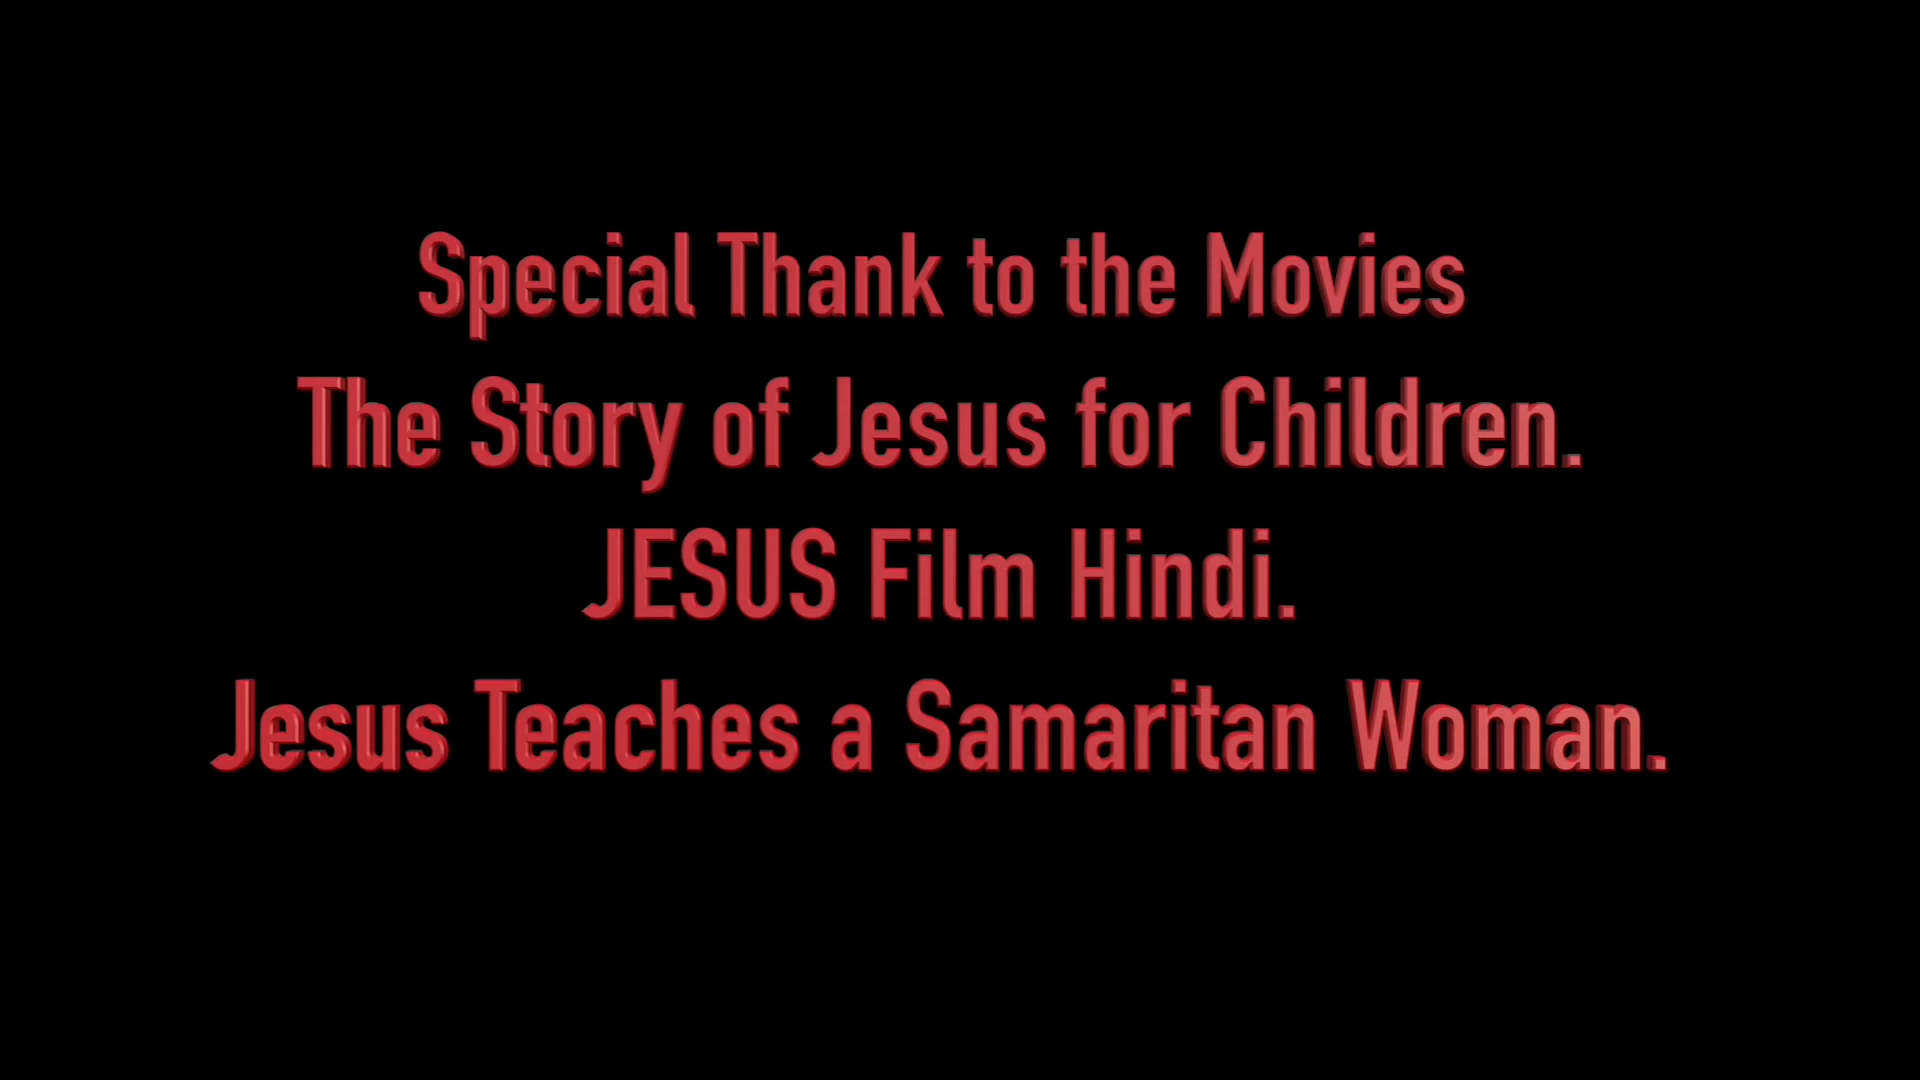 Special Thank to the Movies
The Story of Jesus for Children.
JESUS Film Hindi.
Jesus Teaches a Samaritan Woman.